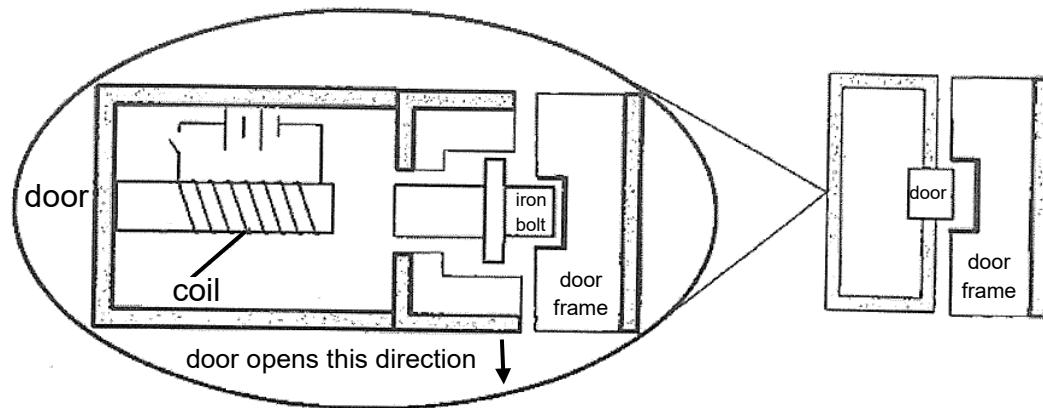 door
coil
iron
bolt
door
frame
door opens this direction
door
door
frame